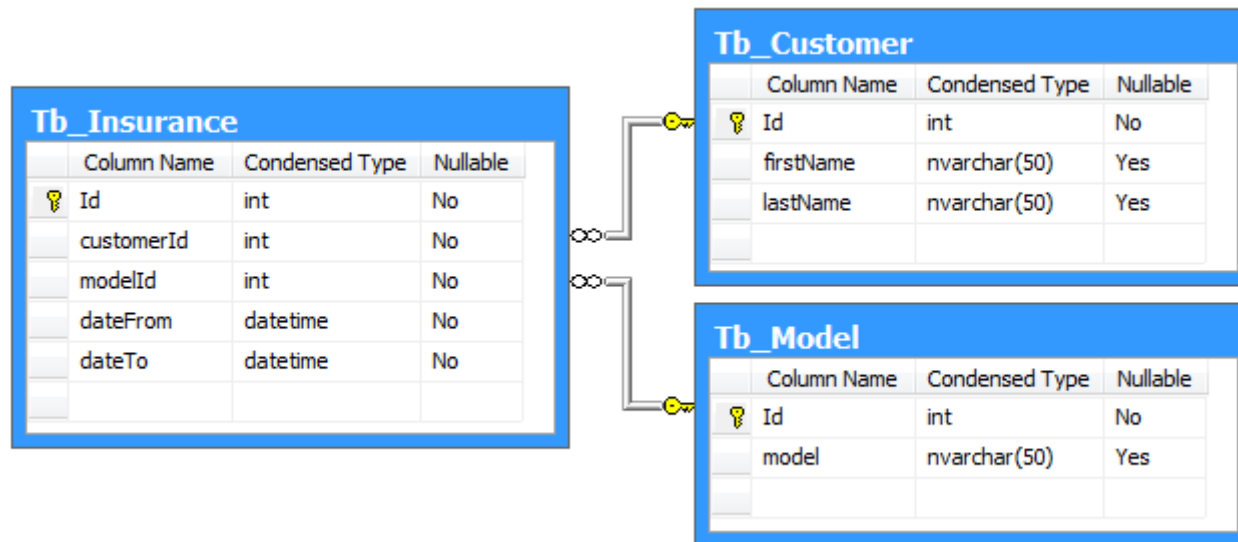 Tb_Insurance
Column Name Condensed Type Nullable
Id int No
customerId int No
modelId int No
dateFrom datetime No
dateTo datetime No
Tb_Customer
Column Name Condensed Type Nullable
Id int No
firstName nvarchar(50) Yes
lastName nvarchar(50) Yes
Tb_Model
Column Name Condensed Type Nullable
Id int No
model nvarchar(50) Yes